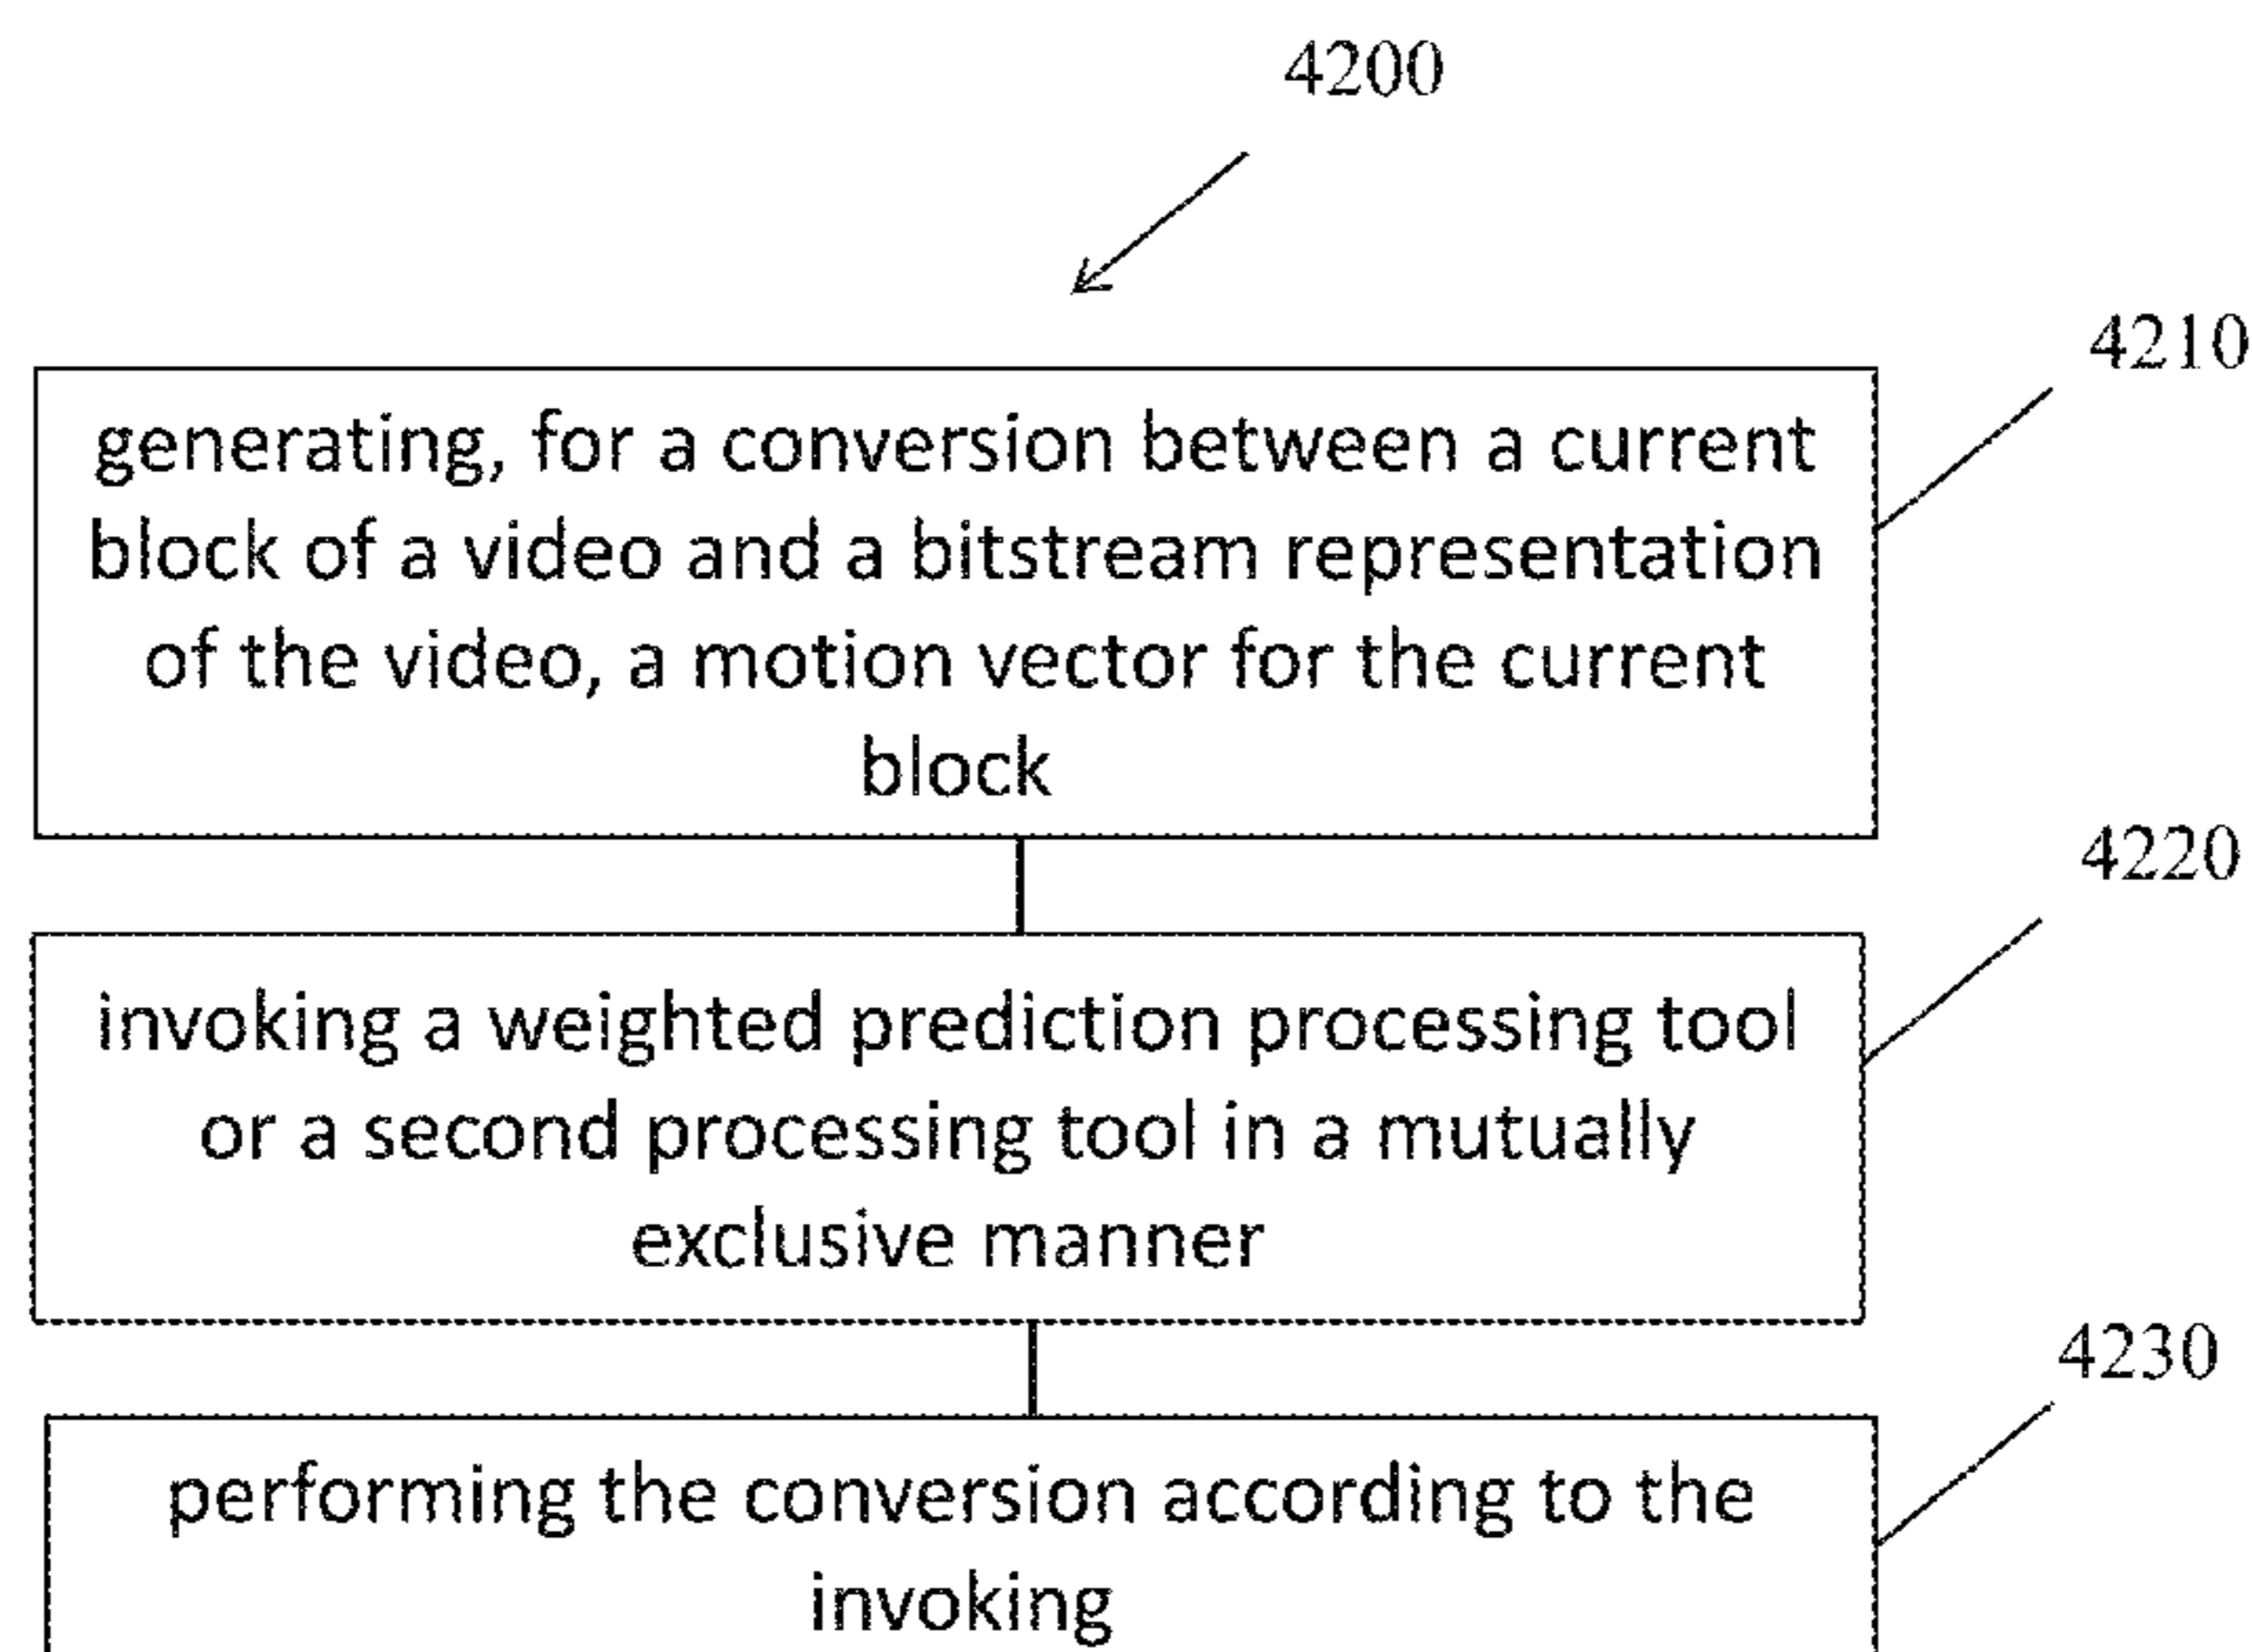 4200
4210
generating, for a conversion between a current
block of a video and a bitstream representation
of the video, a motion vector for the current
block
4220
invoking a weighted prediction processing tool
or a second processing tool in a mutually
exclusive manner
4230
performing the conversion according to the
invoking